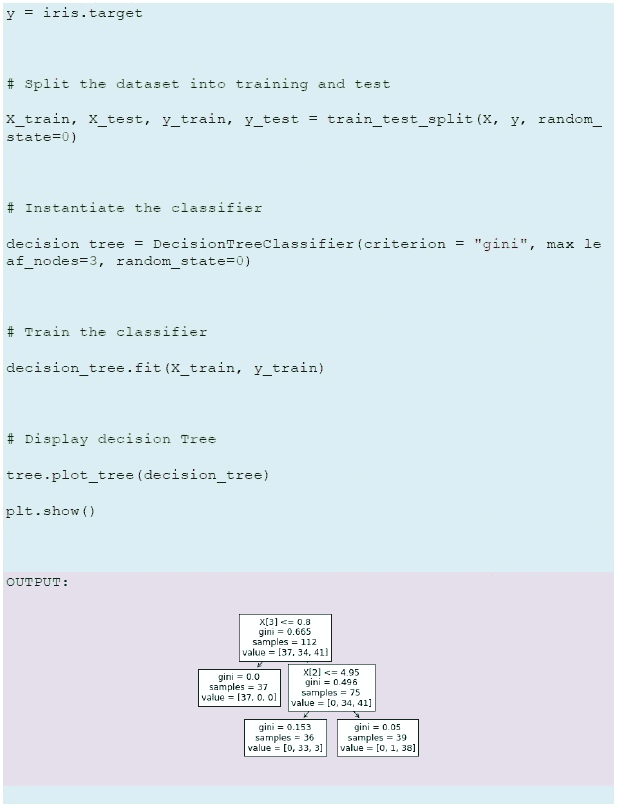 y = iris.target
# Split the dataset into training and test
X_train, X_test, y_train, y_test = train_test_split(X, y, random_
state=0)
# Instantiate the classifier
decision tree = DecisionTreeClassifier(criterion = "gini", max le
af_nodes=3, random_state=0)
# Train the classifier
decision_tree.fit(X_train, y_train)
# Display decision Tree
tree.plot_tree(decision_tree)
plt.show()
OUTPUT:
X[3] <= 0.8
gini = 0.665
samples = 112
value = [37, 34, 41]
gini = 0.0
samples = 37
value = [37, 0, 0]
X[2] <= 4.95
gini = 0.496
samples = 75
value = [0, 34, 41]
gini = 0.153
samples = 36
value = [0, 33, 3]
gini = 0.05
samples = 39
value = [0, 1, 38]